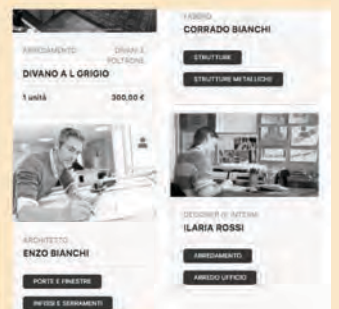 ARREDAMENTO
DIVANI E
POLTRONE
DIVANO A L GRIGIO
1 unità
300,00 €
ARCHITETTO
ENZO BIANCHI
PORTE E FINESTRE
INFISSI E SERRAMENTI
FABBRO
CORRADO BIANCHI
STRUTTURE
STRUTTURE METALLICHE
DESIGNER DI INTERNI
ILARIA ROSSI
ARREDAMENTO
ARREDO UFFICIO